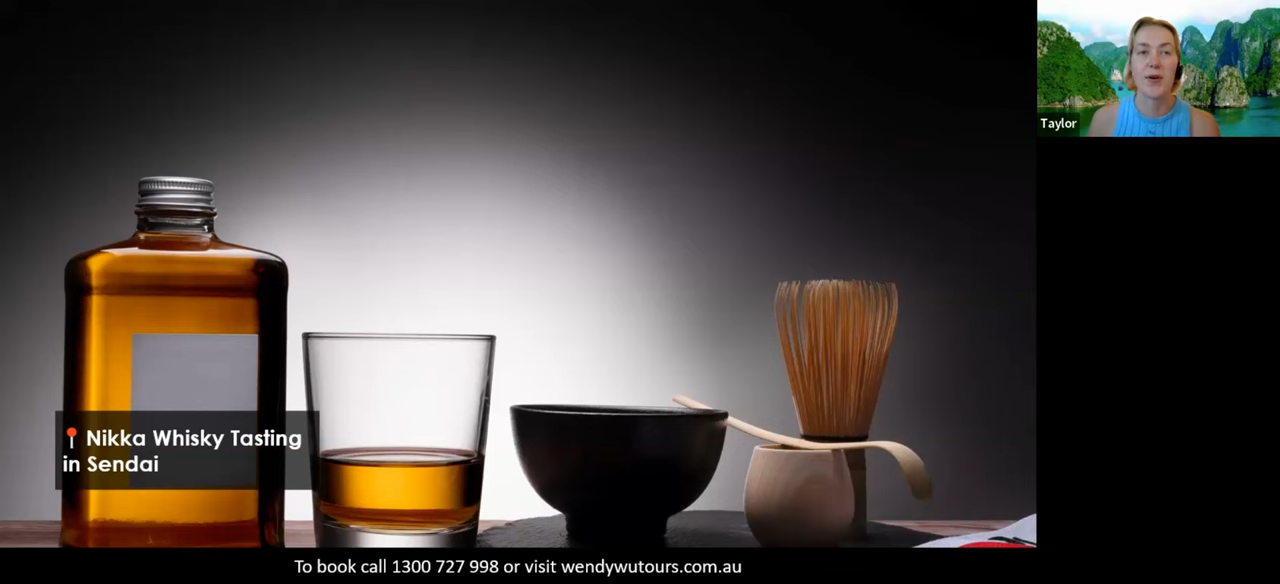 Taylor
📍 Nikka Whisky Tasting
in Sendai
To book call 1300 727 998 or visit wendywutours.com.au